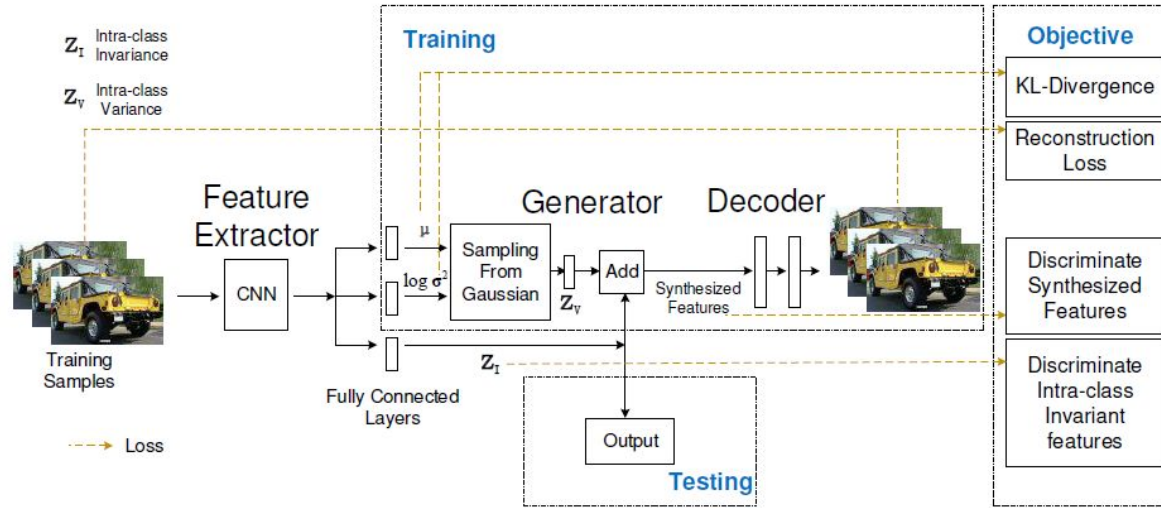 Z_I Intra-class
Invariance
Z_V Intra-class
Variance
Training
Objective
KL-Divergence
Reconstruction
Loss
Feature
Extractor
Generator
Decoder
μ
log σ²
CNN
Sampling
From
Gaussian
Z_V
Add
Synthesized
Features
Discriminate
Synthesized
Features
Training
Samples
Fully Connected
Layers
Z_I
Discriminate
Intra-class
Invariant
features
Loss
Output
Testing